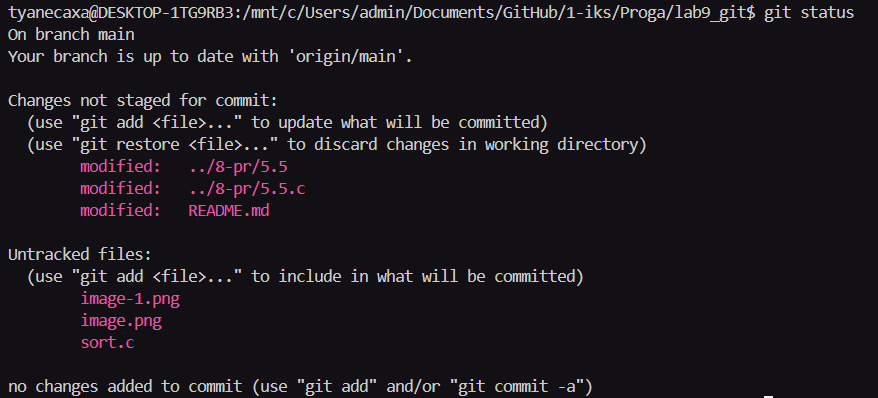 tyanecaxa@DESKTOP-1TG9RB3:/mnt/c/Users/admin/Documents/GitHub/1-iks/Proga/lab9_git$ git status
On branch main
Your branch is up to date with 'origin/main'.

Changes not staged for commit:
  (use "git add <file>..." to update what will be committed)
  (use "git restore <file>..." to discard changes in working directory)
        modified:   ../8-pr/5.5
        modified:   ../8-pr/5.5.c
        modified:   README.md

Untracked files:
  (use "git add <file>..." to include in what will be committed)
        image-1.png
        image.png
        sort.c

no changes added to commit (use "git add" and/or "git commit -a")